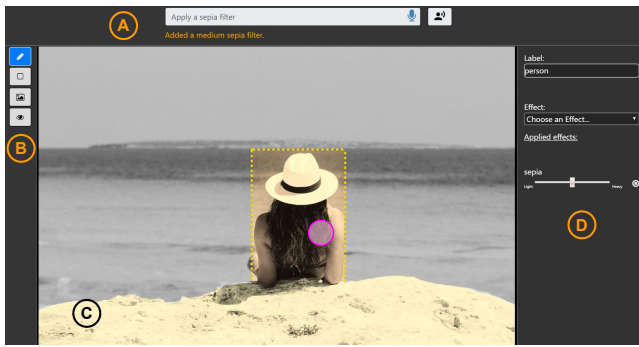 A
Apply a sepia filter
Added a medium sepia filter.
B
C
Label:
person
Effect:
Choose an Effect...
Applied effects:
sepia
Light
Heavy
D